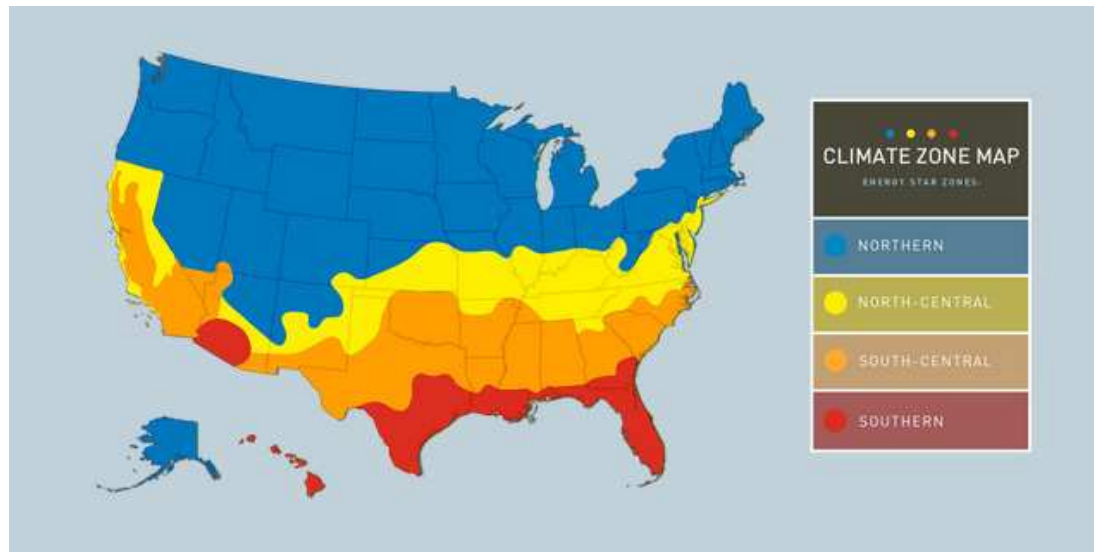 CLIMATE ZONE MAP
ENERGY STAR ZONES.
NORTHERN
NORTH-CENTRAL
SOUTH-CENTRAL
SOUTHERN